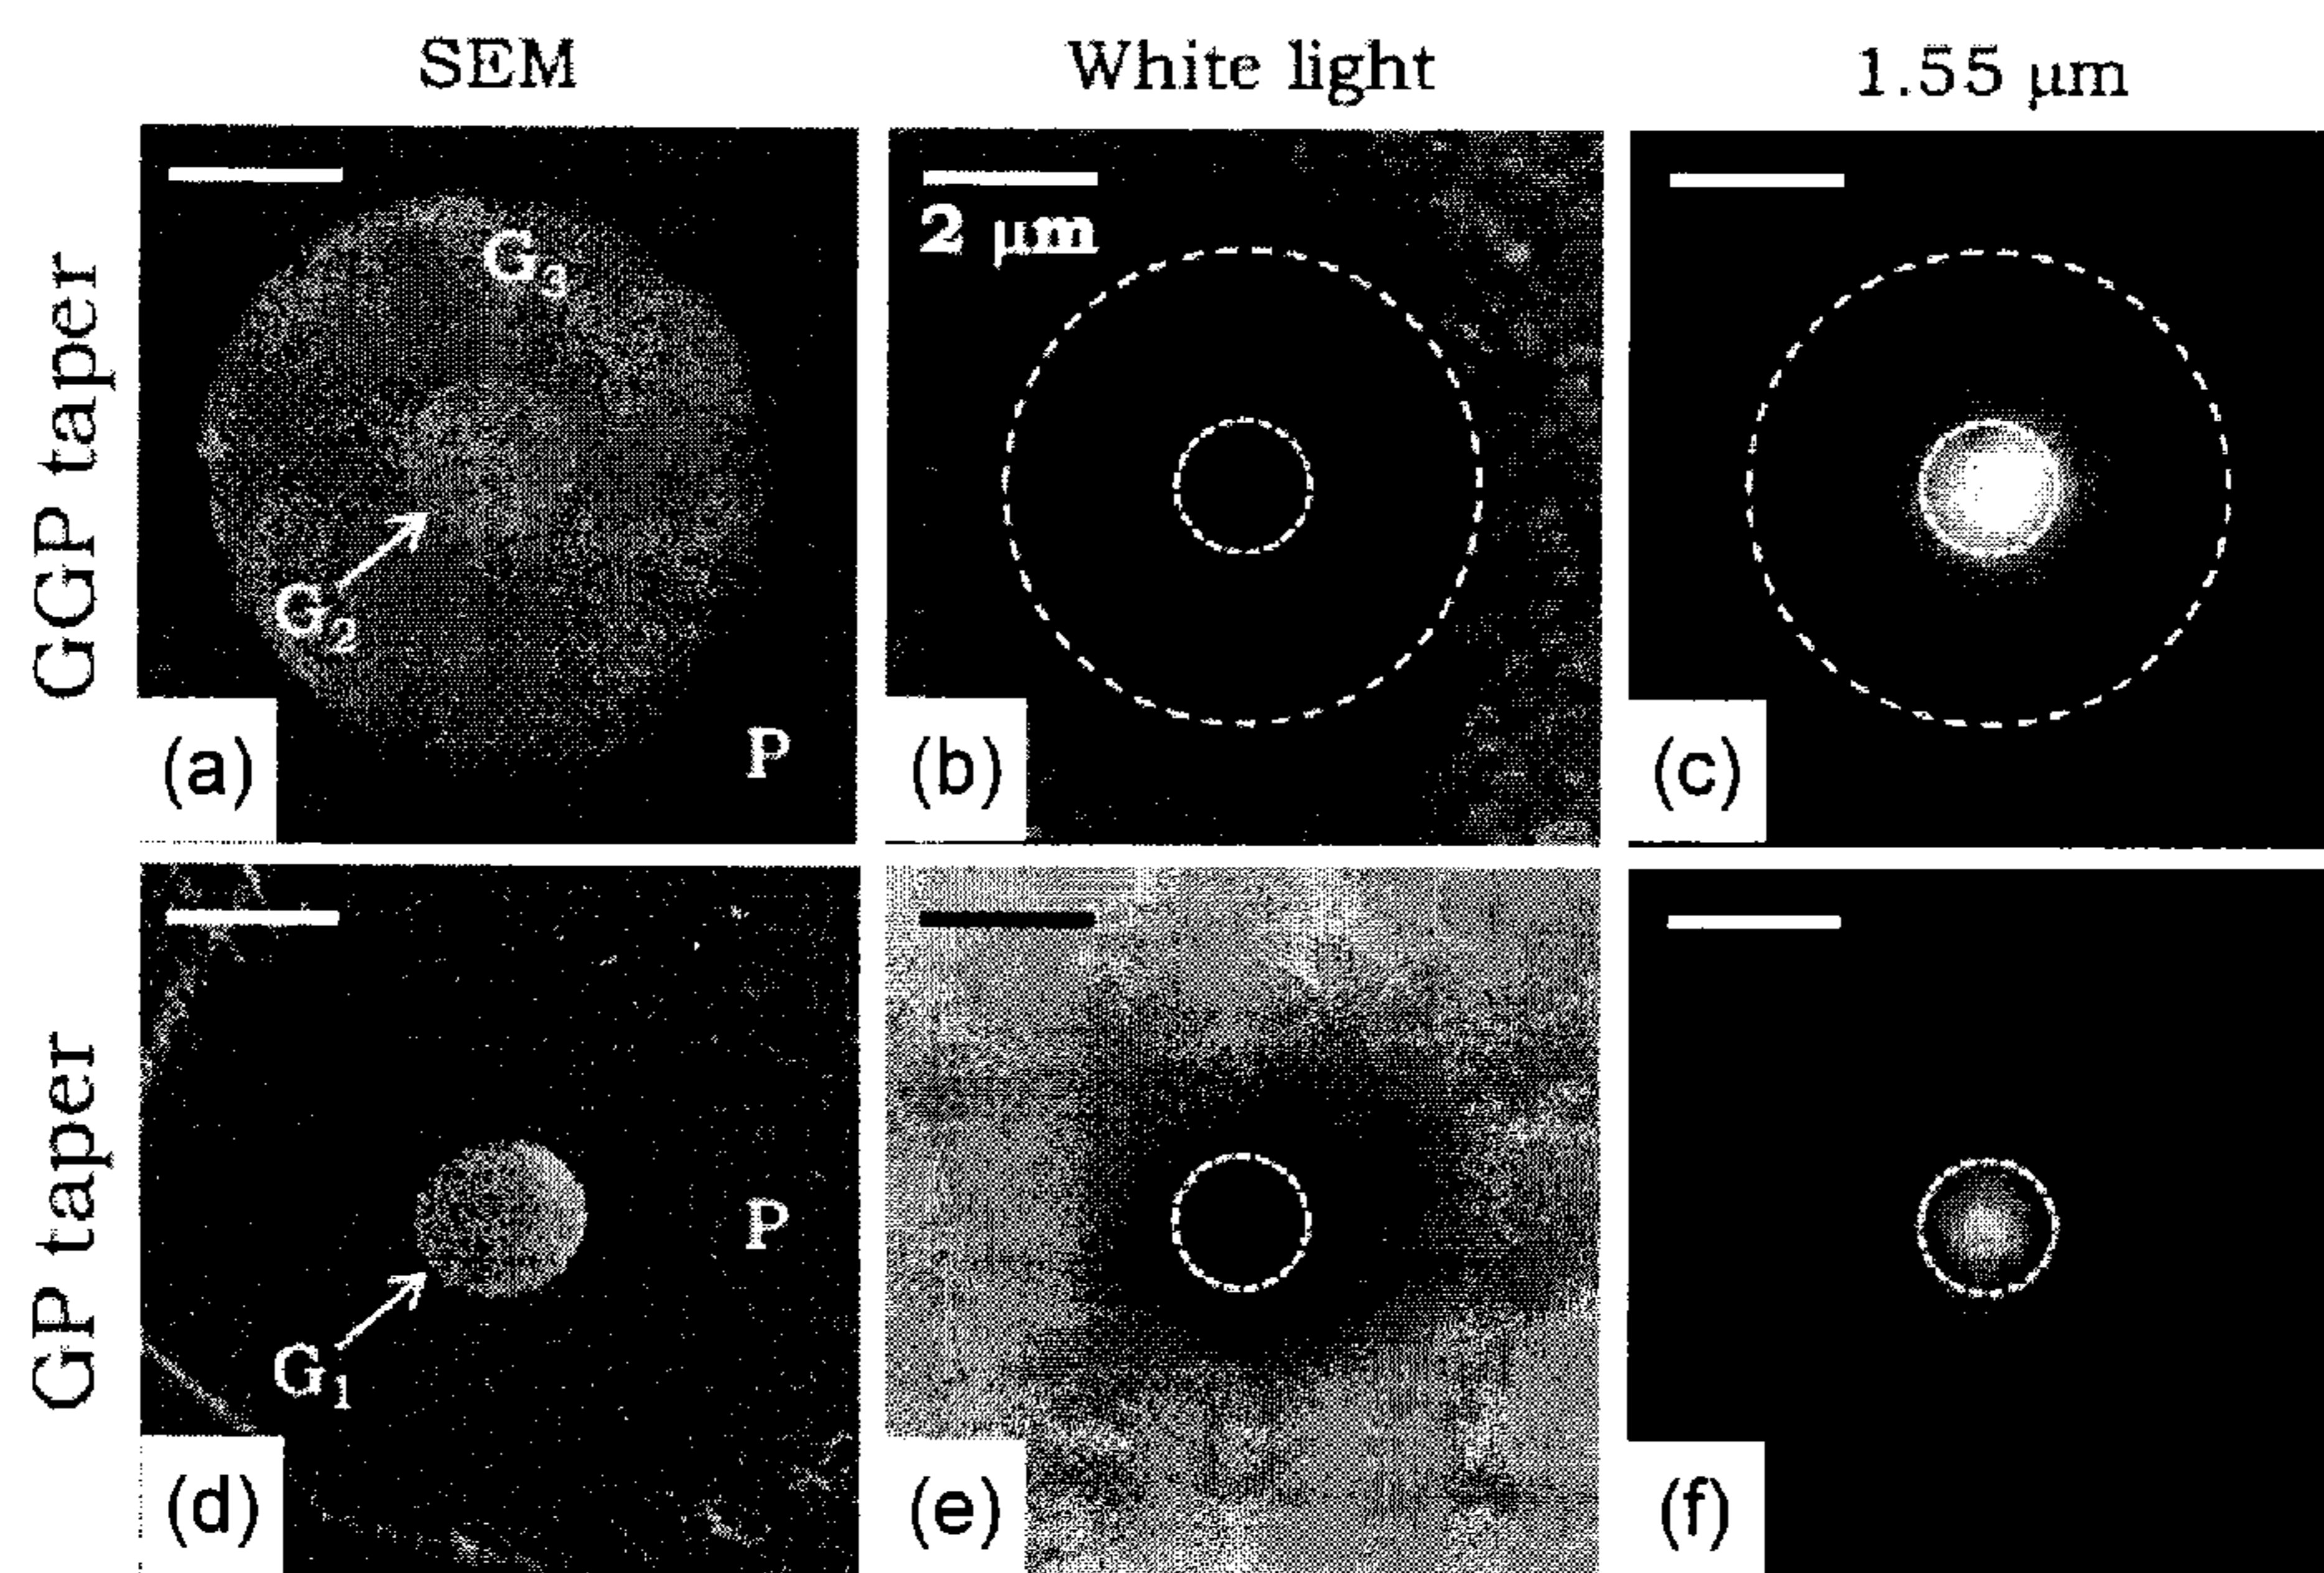 SEM
White light
1.55 μm
GGP taper
G3
G2
P
(a)
2 μm
(b)
(c)
GP taper
P
G1
(d)
(e)
(f)